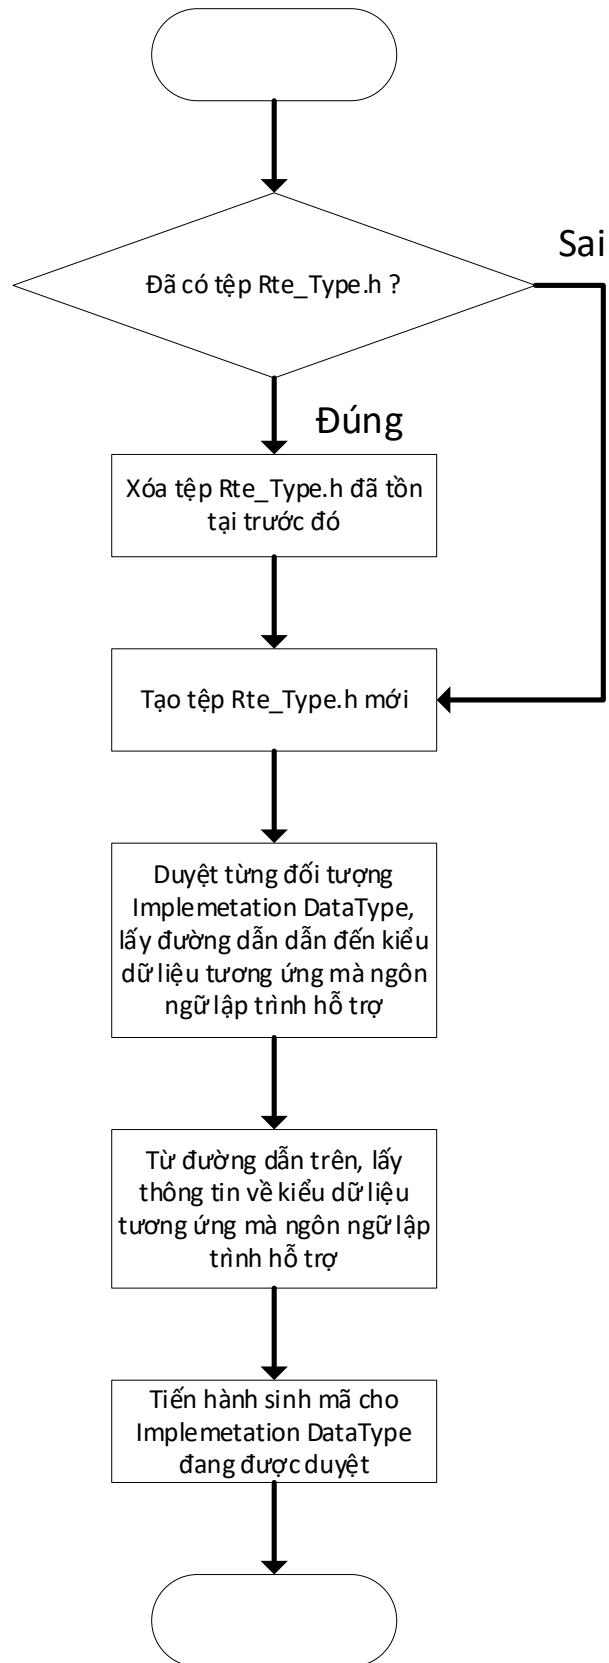 Sai
Đã có tệp Rte_Type.h ?
Đúng
Xóa tệp Rte_Type.h đã tồn
tại trước đó
Tạo tệp Rte_Type.h mới
Duyệt từng đối tượng
Implemetation DataType,
lấy đường dẫn dẫn đến kiểu
dữ liệu tương ứng mà ngôn
ngữ lập trình hỗ trợ
Từ đường dẫn trên, lấy
thông tin về kiểu dữ liệu
tương ứng mà ngôn ngữ lập
trình hỗ trợ
Tiến hành sinh mã cho
Implemetation DataType
đang được duyệt